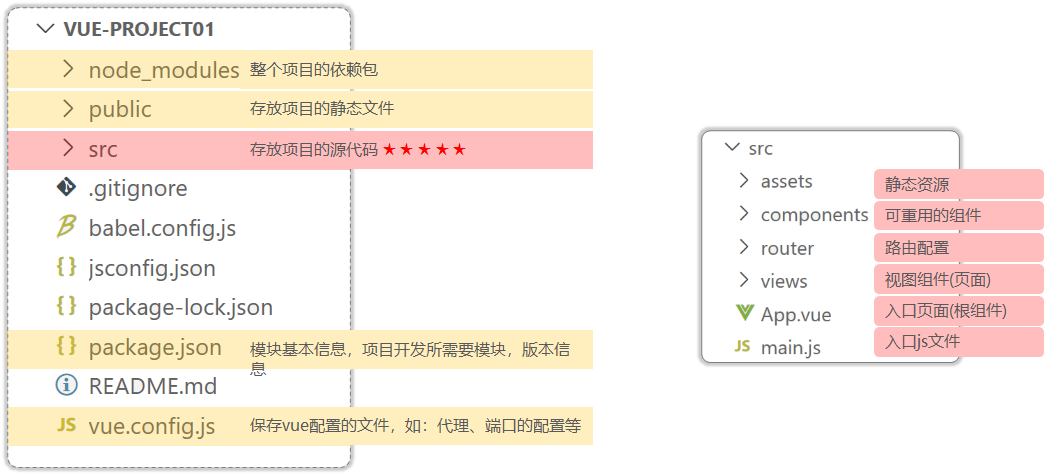 VUE-PROJECT01
node_modules 整个项目的依赖包
public 存放项目的静态文件
src 存放项目的源代码 ★★★★★
.gitignore
babel.config.js
{} jsconfig.json
{} package-lock.json
{} package.json 模块基本信息，项目开发所需要模块，版本信
息
README.md
JS vue.config.js 保存vue配置的文件，如：代理、端口的配置等
src
assets 静态资源
components 可重用的组件
router 路由配置
views 视图组件(页面)
App.vue 入口页面(根组件)
JS main.js 入口js文件